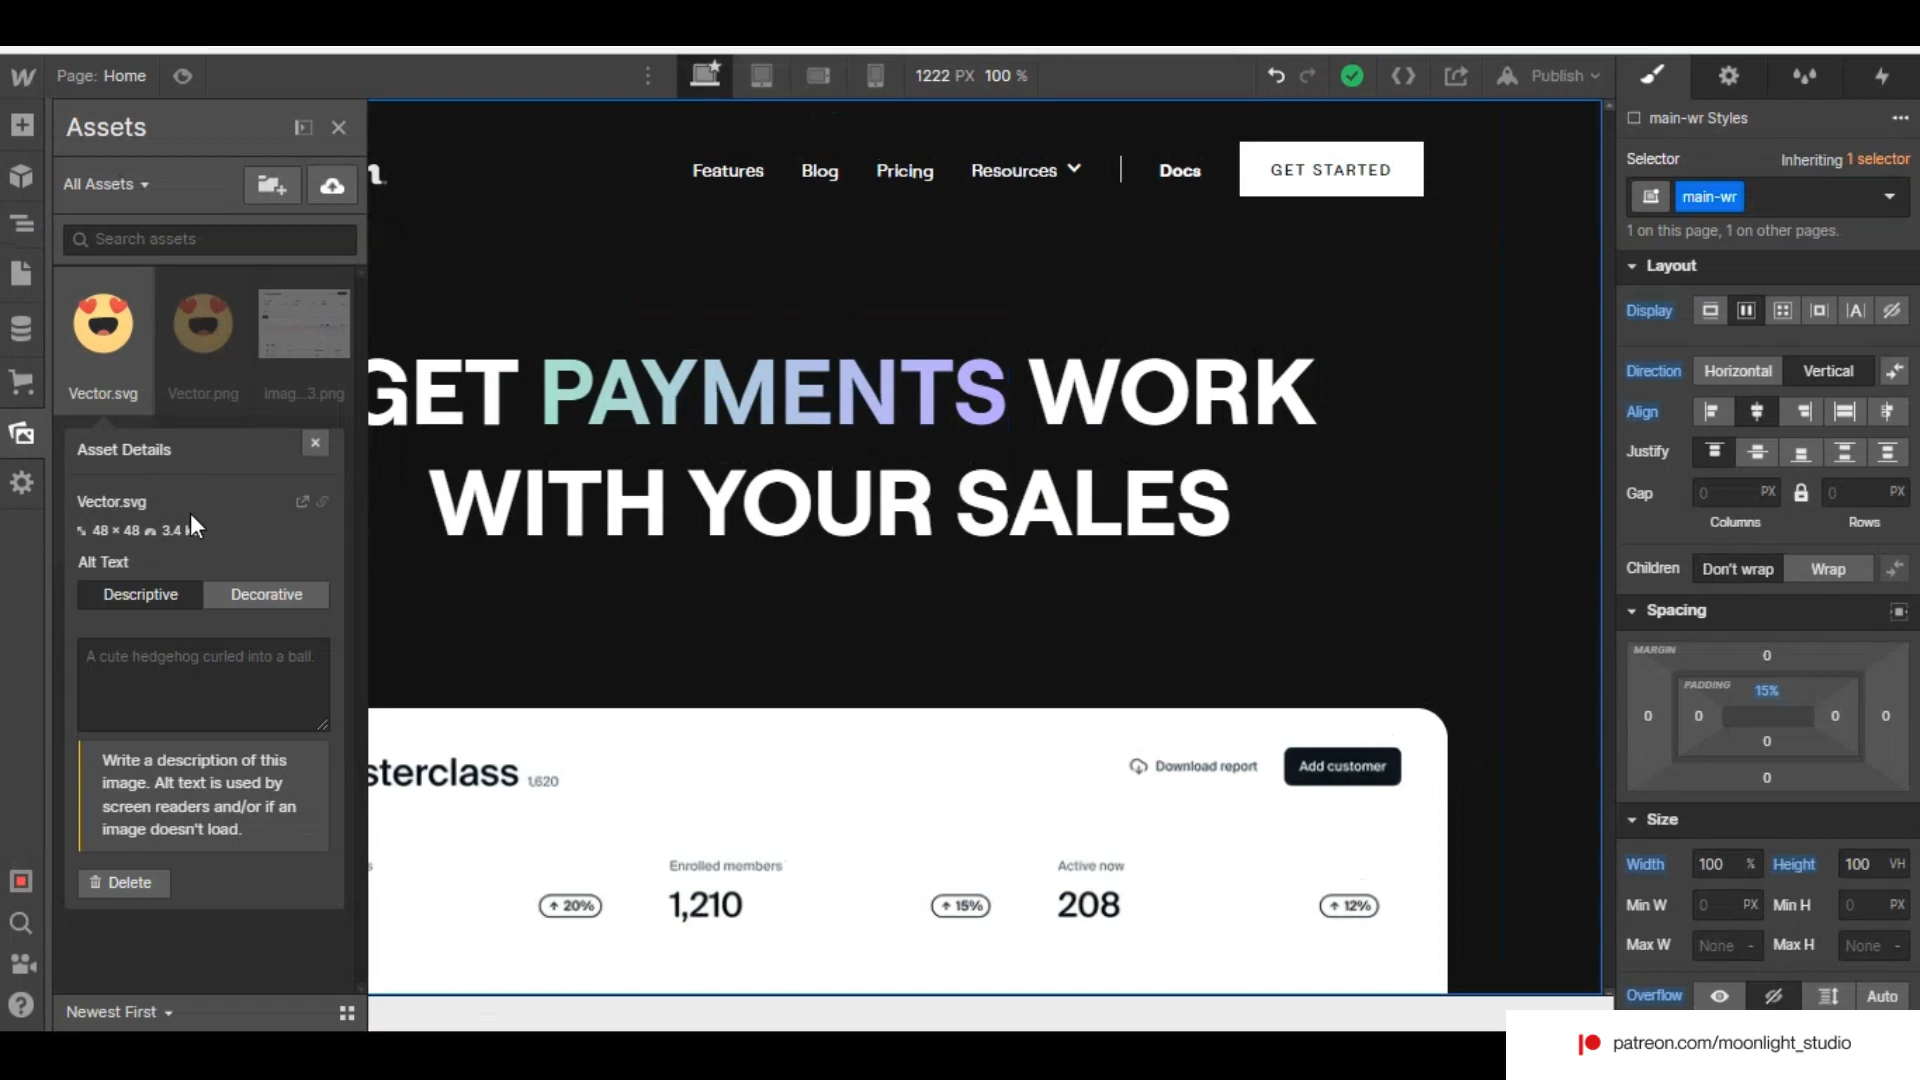 Page: Home
1222 PX 100 %
Publish
Assets
All Assets
Search assets
Vector.svg
Vector.png
imag...3.png
Asset Details
Vector.svg
48 × 48
3.4
Alt Text
Descriptive
Decorative
A cute hedgehog curled into a ball.
Write a description of this
image. Alt text is used by
screen readers and/or if an
image doesn't load.
Delete
Newest First
Features
Blog
Pricing
Resources
Docs
GET STARTED
GET PAYMENTS WORK
WITH YOUR SALES
sterclass 1,620
Download report
Add customer
Enrolled members
Active now
20%
1,210
15%
208
12%
main-wr Styles
Selector
Inheriting 1 selector
main-wr
1 on this page, 1 on other pages.
Layout
Display
Direction
Horizontal
Vertical
Align
Justify
Gap
0 PX
0 PX
Columns
Rows
Children
Don't wrap
Wrap
Spacing
MARGIN
0
PADDING
15%
0
0
0
0
0
0
Size
Width
100 %
Height
100 VH
Min W
0 PX
Min H
0 PX
Max W
None -
Max H
None -
Overflow
Auto
patreon.com/moonlight_studio